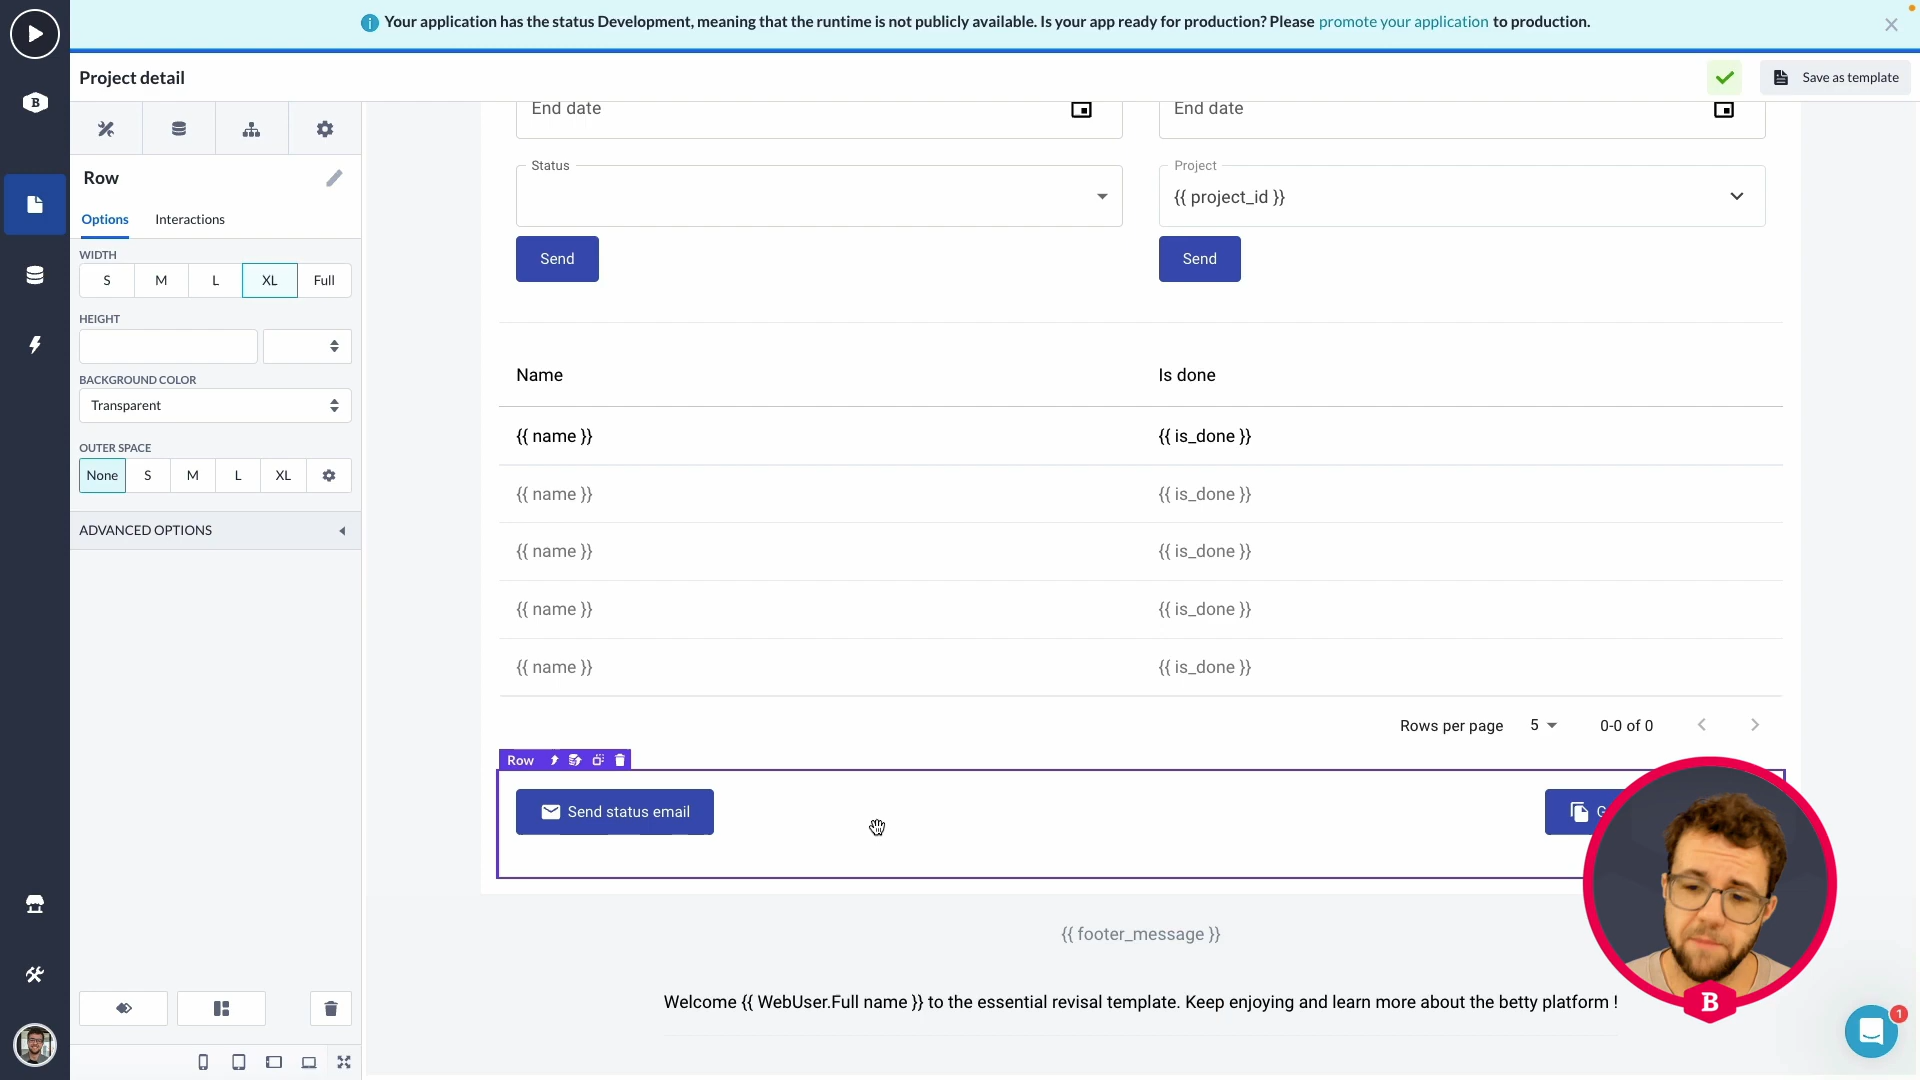 Your application has the status Development, meaning that the runtime is not publicly available. Is your app ready for production? Please promote your application to production.
Project detail
Save as template
B
Row
Options
Interactions
WIDTH
S
M
L
XL
Full
HEIGHT
BACKGROUND COLOR
Transparent
OUTER SPACE
None
S
M
L
XL
ADVANCED OPTIONS
End date
End date
Status
Project
{{ project_id }}
Send
Send
Name
Is done
{{ name }}
{{ is_done }}
{{ name }}
{{ is_done }}
{{ name }}
{{ is_done }}
{{ name }}
{{ is_done }}
{{ name }}
{{ is_done }}
Rows per page
5
0-0 of 0
Row
Send status email
{{ footer_message }}
Welcome {{ WebUser.Full name }} to the essential revisal template. Keep enjoying and learn more about the betty platform !
B
1